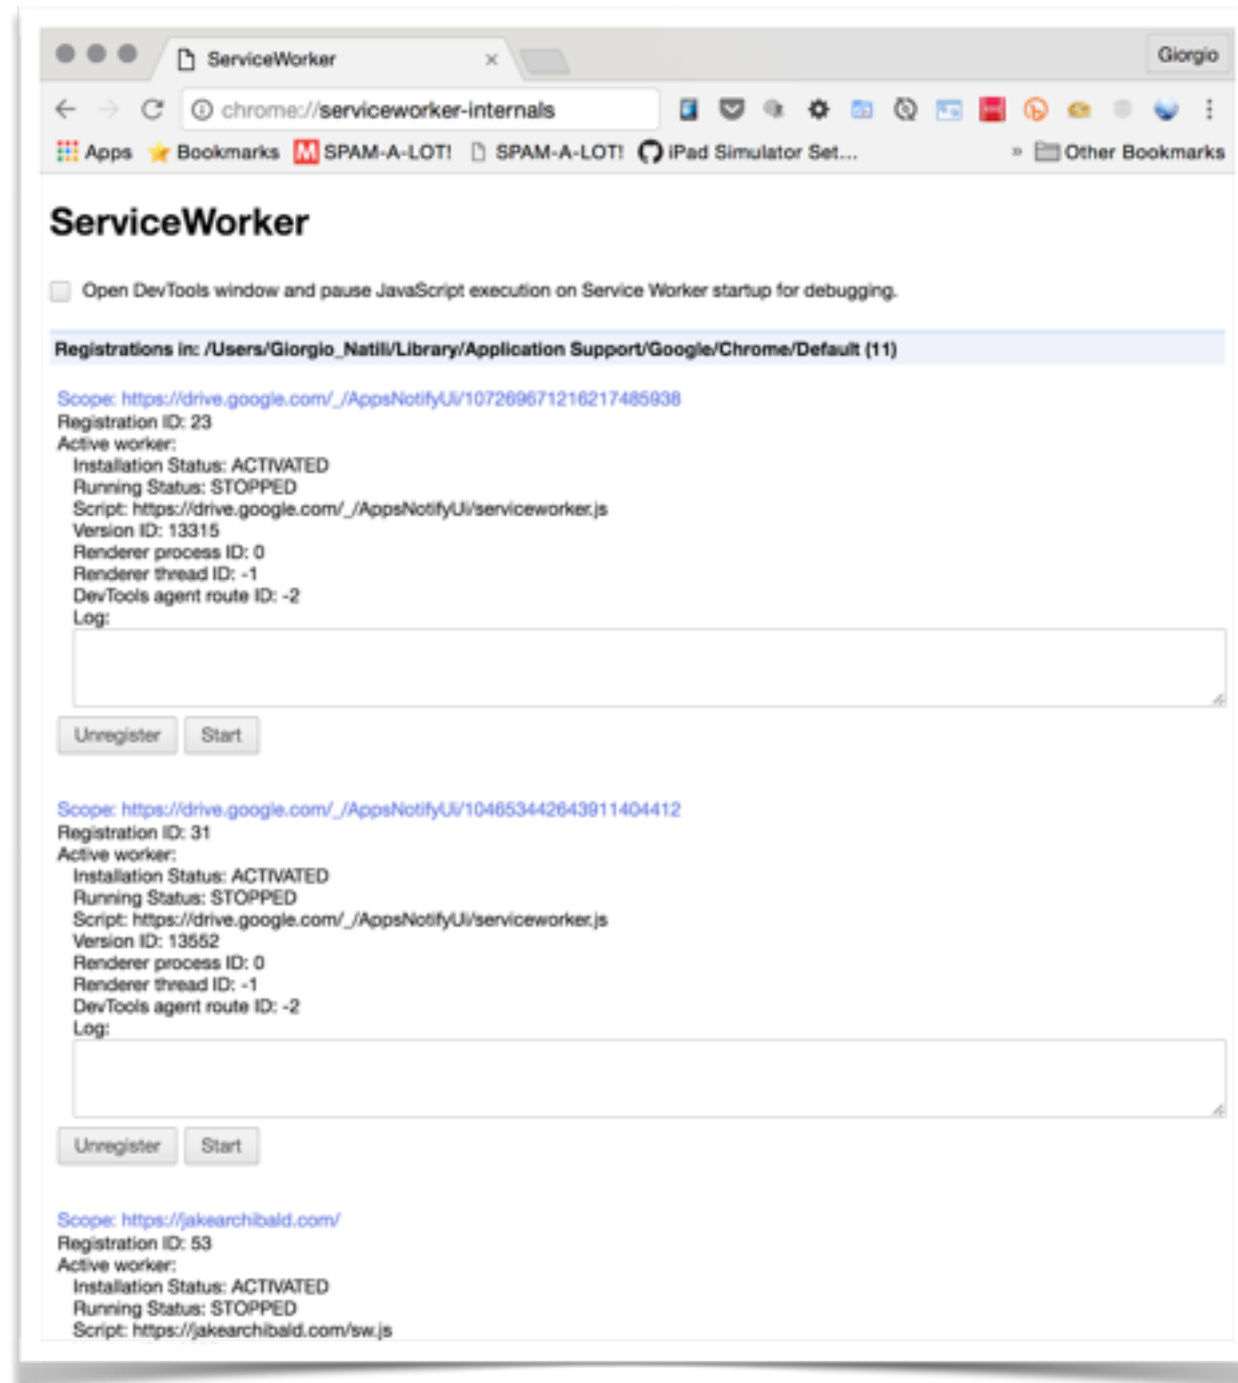 ServiceWorker
Giorgio
chrome://serviceworker-internals
Apps Bookmarks M SPAM-A-LOT! SPAM-A-LOT! iPad Simulator Set... » Other Bookmarks
ServiceWorker
Open DevTools window and pause JavaScript execution on Service Worker startup for debugging.
Registrations in: /Users/Giorgio_Natili/Library/Application Support/Google/Chrome/Default (11)
Scope: https://drive.google.com/_/AppsNotifyUi/107269671216217485938
Registration ID: 23
Active worker:
Installation Status: ACTIVATED
Running Status: STOPPED
Script: https://drive.google.com/_/AppsNotifyUi/serviceworker.js
Version ID: 13315
Renderer process ID: 0
Renderer thread ID: -1
DevTools agent route ID: -2
Log:
Unregister Start
Scope: https://drive.google.com/_/AppsNotifyUi/104653442643911404412
Registration ID: 31
Active worker:
Installation Status: ACTIVATED
Running Status: STOPPED
Script: https://drive.google.com/_/AppsNotifyUi/serviceworker.js
Version ID: 13552
Renderer process ID: 0
Renderer thread ID: -1
DevTools agent route ID: -2
Log:
Unregister Start
Scope: https://jakearchibald.com/
Registration ID: 53
Active worker:
Installation Status: ACTIVATED
Running Status: STOPPED
Script: https://jakearchibald.com/sw.js